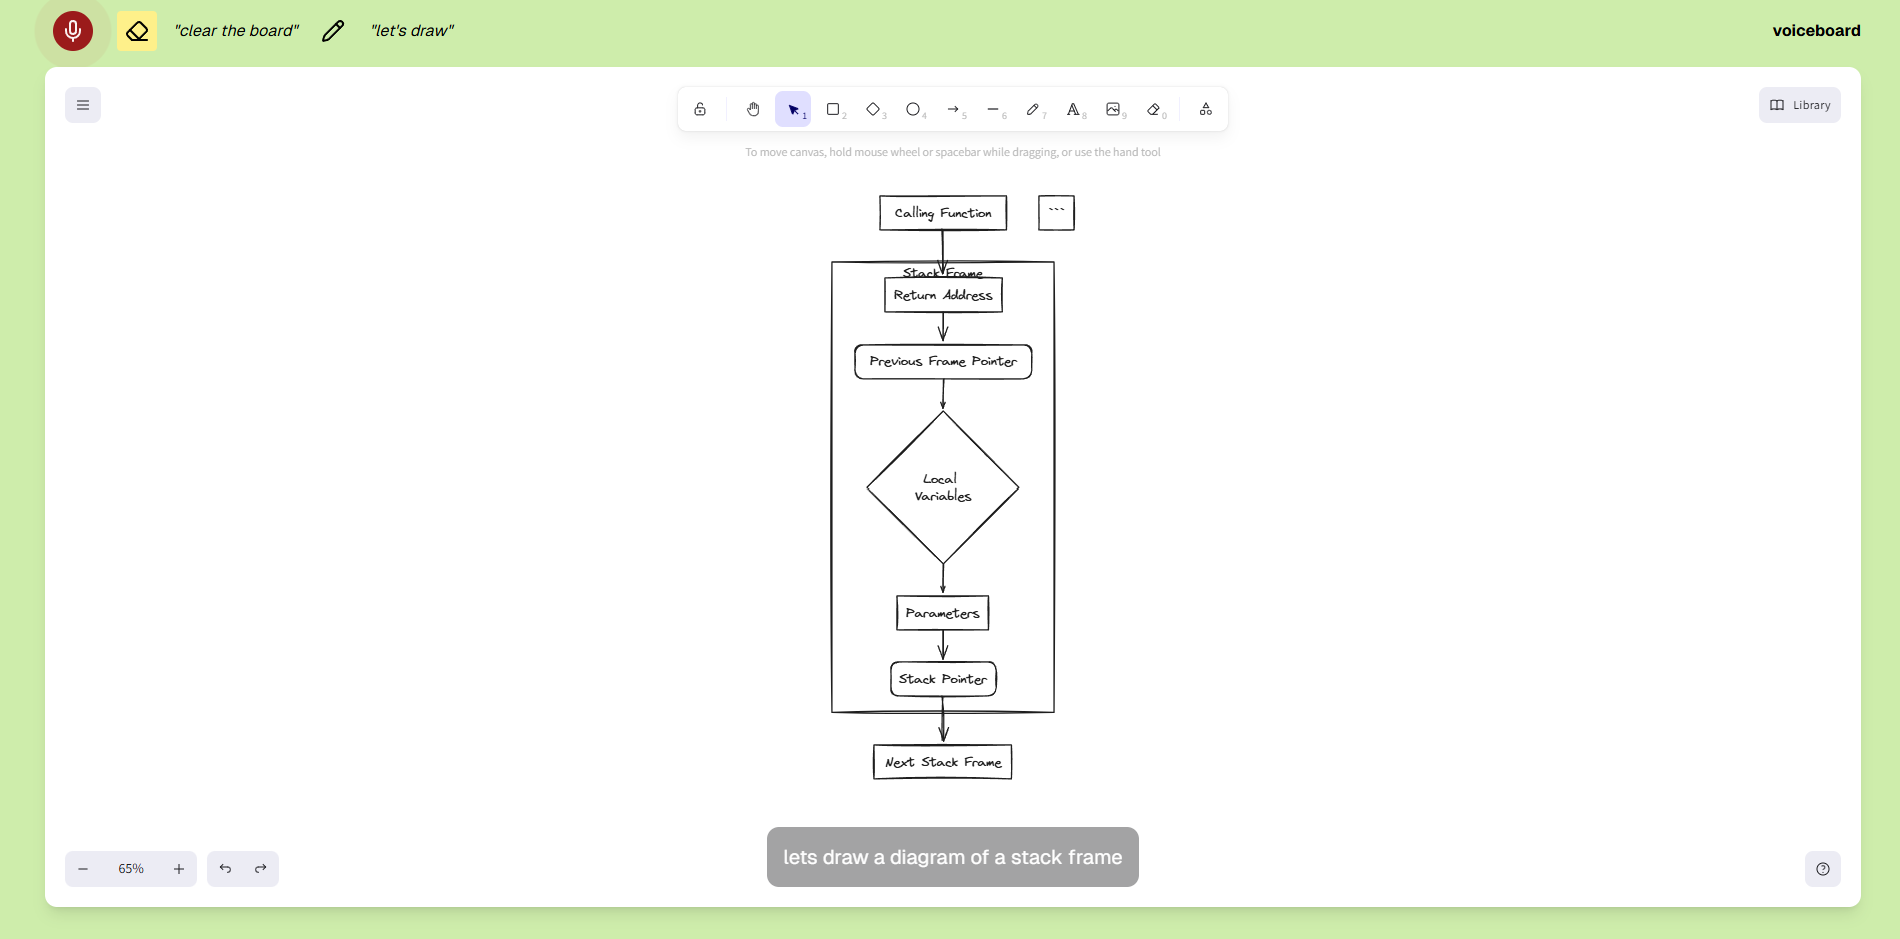 "clear the board" "let's draw" voiceboard
1 2 3 4 5 6 7 8 9 0
Library
To move canvas, hold mouse wheel or spacebar while dragging, or use the hand tool
Calling Function
```
Stack Frame
Return Address
Previous Frame Pointer
Local
Variables
Parameters
Stack Pointer
Next Stack Frame
lets draw a diagram of a stack frame
65%